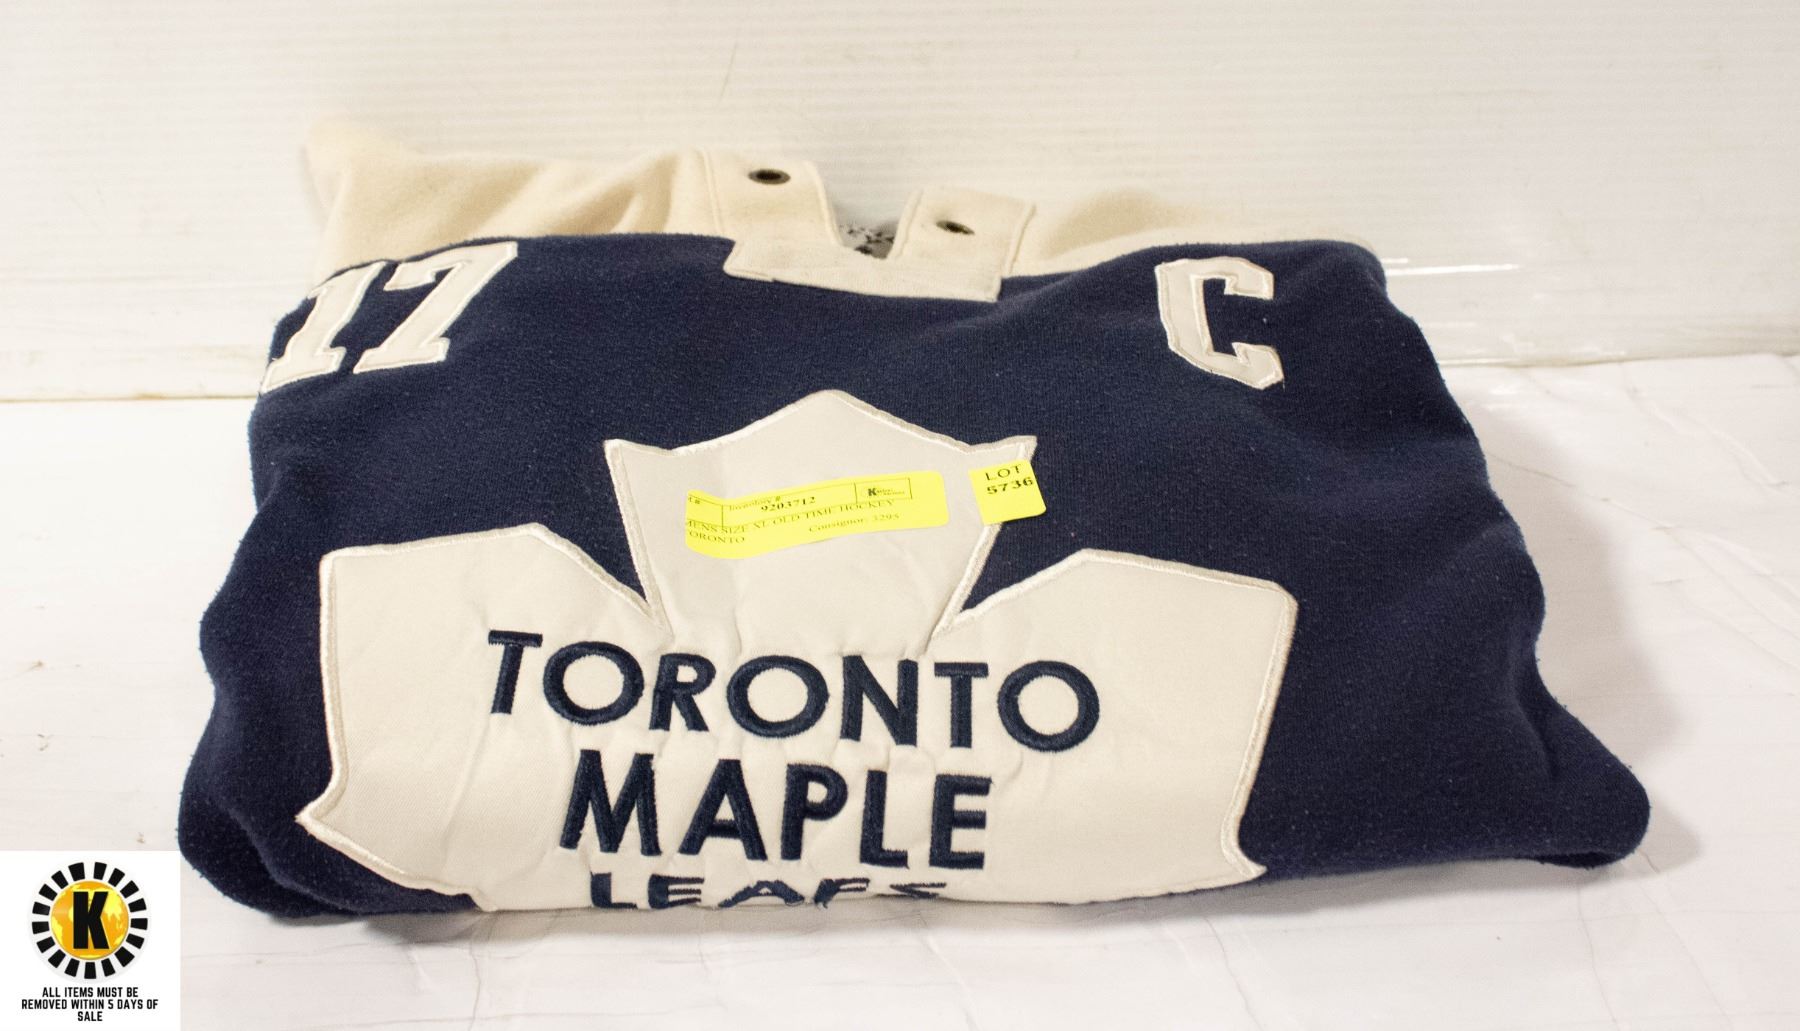 17
C
LOT
5736
Inventory #
9203712
K
MENS SIZE XL OLD TIME HOCKEY
TORONTO
Consignor: 3295
TORONTO
MAPLE
LEAFS
K
ALL ITEMS MUST BE
REMOVED WITHIN 5 DAYS OF
SALE